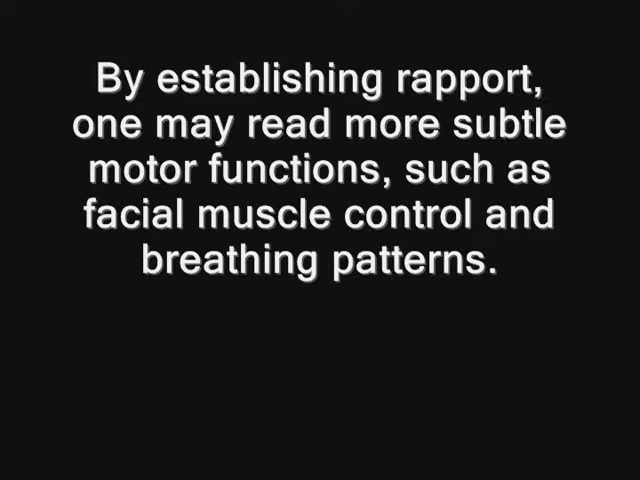 By establishing rapport,
one may read more subtle
motor functions, such as
facial muscle control and
breathing patterns.